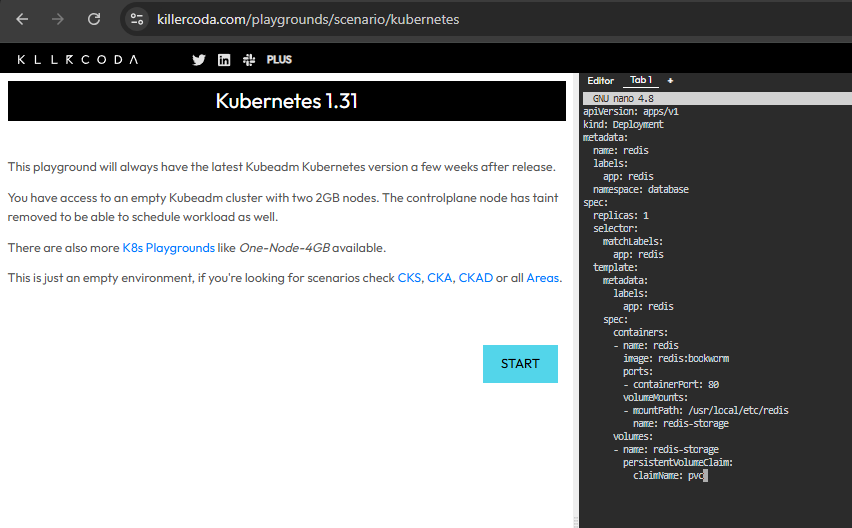 killercoda.com/playgrounds/scenario/kubernetes
KLLRCODA
PLUS
Kubernetes 1.31
This playground will always have the latest Kubeadm Kubernetes version a few weeks after release.
You have access to an empty Kubeadm cluster with two 2GB nodes. The controlplane node has taint
removed to be able to schedule workload as well.
There are also more K8s Playgrounds like One-Node-4GB available.
This is just an empty environment, if you're looking for scenarios check CKS, CKA, CKAD or all Areas.
START
Editor Tab 1 +
GNU nano 4.8
apiVersion: apps/v1
kind: Deployment
metadata:
  name: redis
  labels:
    app: redis
  namespace: database
spec:
  replicas: 1
  selector:
    matchLabels:
      app: redis
  template:
    metadata:
      labels:
        app: redis
    spec:
      containers:
      - name: redis
        image: redis:bookworm
        ports:
        - containerPort: 80
        volumeMounts:
        - mountPath: /usr/local/etc/redis
          name: redis-storage
      volumes:
      - name: redis-storage
        persistentVolumeClaim:
          claimName: pvc